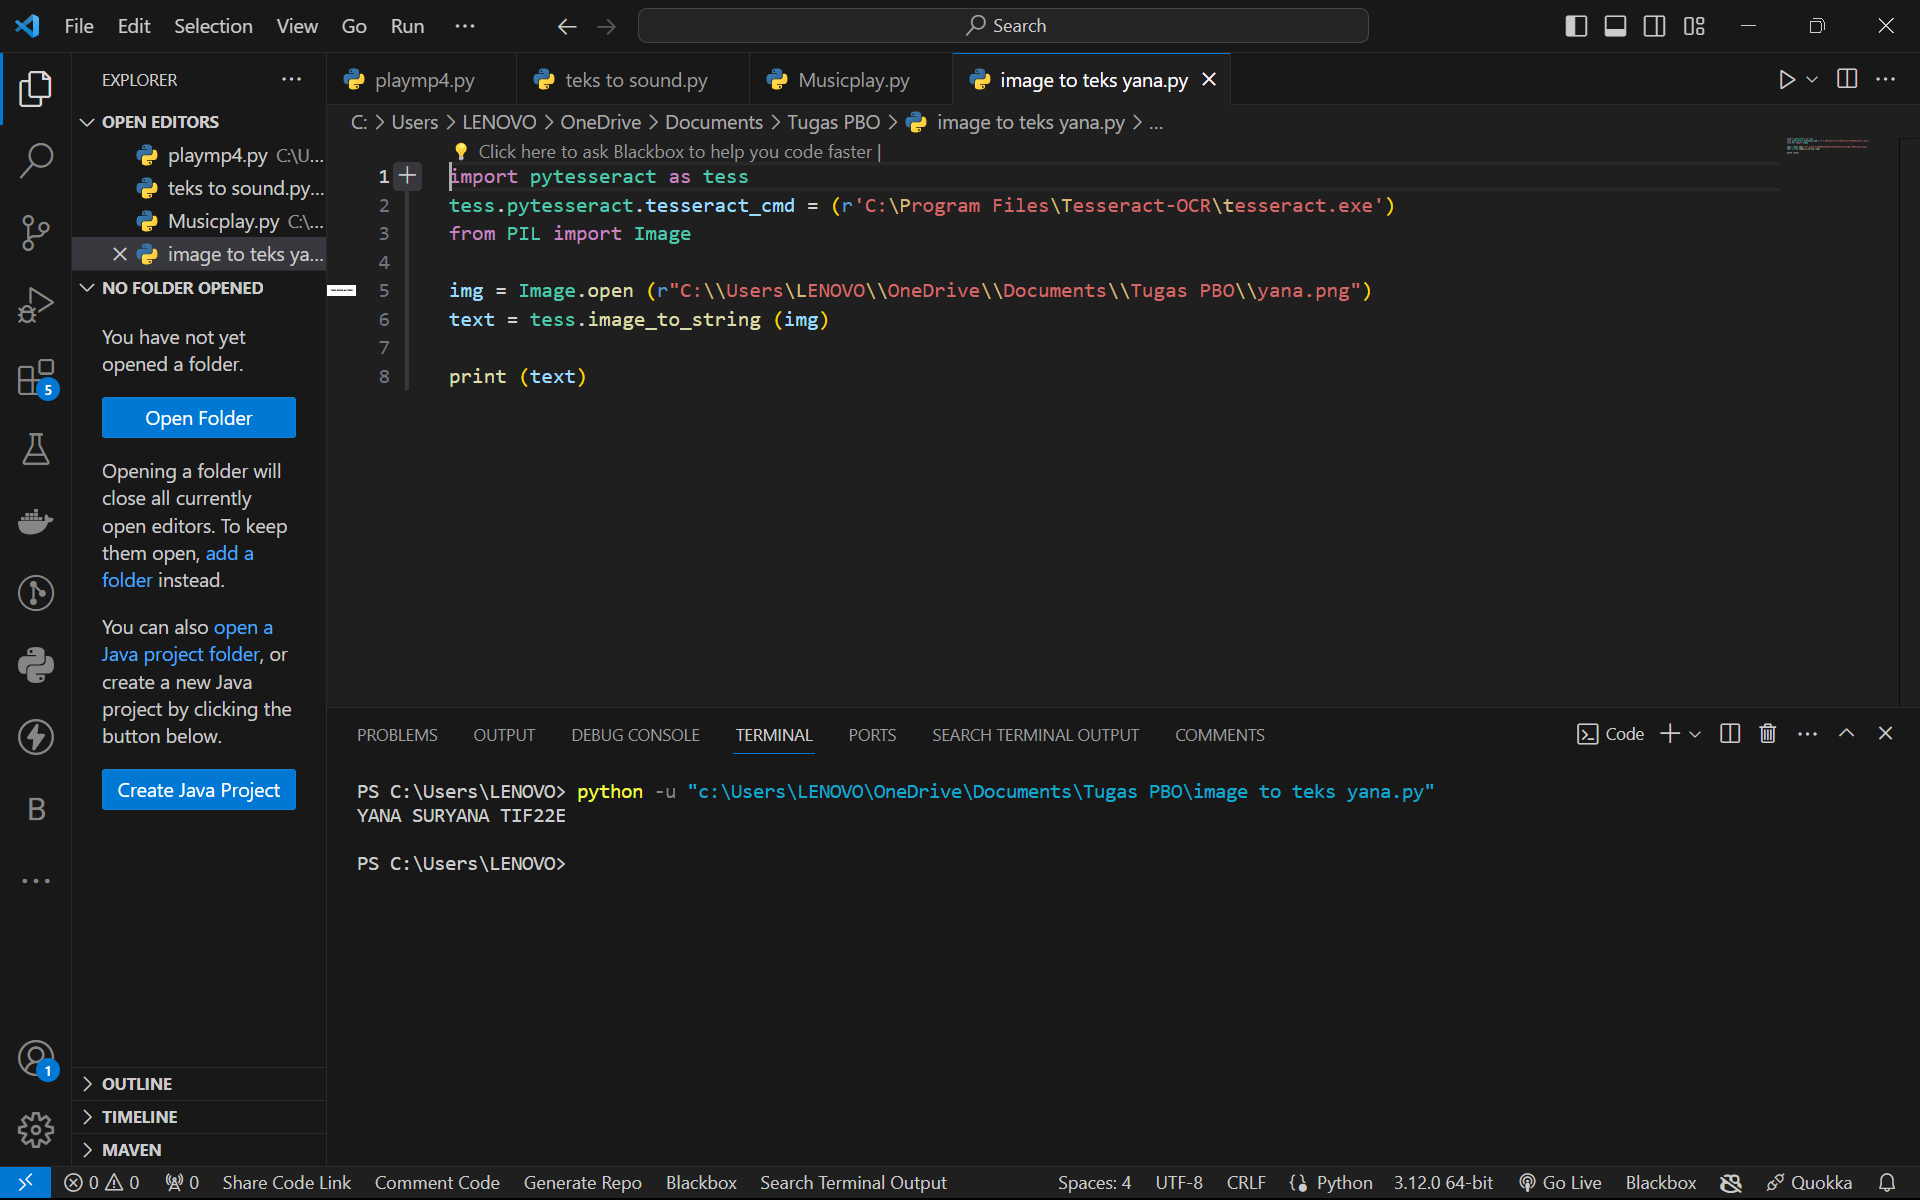 File Edit Selection View Go Run ···
Search
EXPLORER ···
playmp4.py teks to sound.py Musicplay.py image to teks yana.py
OPEN EDITORS
playmp4.py C:\U...
teks to sound.py...
Musicplay.py C:\...
image to teks ya...
NO FOLDER OPENED
You have not yet
opened a folder.
Open Folder
Opening a folder will
close all currently
open editors. To keep
them open, add a
folder instead.
You can also open a
Java project folder, or
create a new Java
project by clicking the
button below.
Create Java Project
OUTLINE
TIMELINE
MAVEN
C: > Users > LENOVO > OneDrive > Documents > Tugas PBO > image to teks yana.py > ...
Click here to ask Blackbox to help you code faster |
1 import pytesseract as tess
2 tess.pytesseract.tesseract_cmd = (r'C:\Program Files\Tesseract-OCR\tesseract.exe')
3 from PIL import Image
4
5 img = Image.open (r"C:\\Users\LENOVO\\OneDrive\\Documents\\Tugas PBO\\yana.png")
6 text = tess.image_to_string (img)
7
8 print (text)
PROBLEMS OUTPUT DEBUG CONSOLE TERMINAL PORTS SEARCH TERMINAL OUTPUT COMMENTS
Code
PS C:\Users\LENOVO> python -u "c:\Users\LENOVO\OneDrive\Documents\Tugas PBO\image to teks yana.py"
YANA SURYANA TIF22E
PS C:\Users\LENOVO>
5
B
1
0 0 0 Share Code Link Comment Code Generate Repo Blackbox Search Terminal Output Spaces: 4 UTF-8 CRLF Python 3.12.0 64-bit Go Live Blackbox Quokka